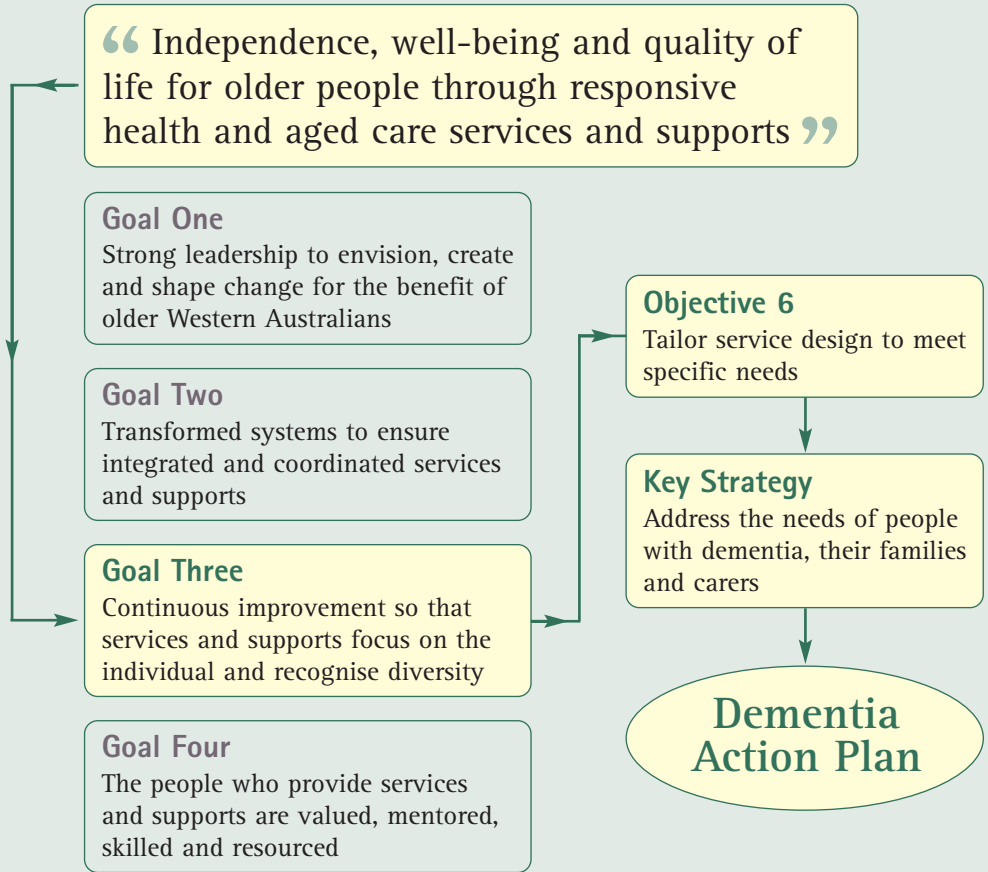 “ Independence, well-being and quality of
life for older people through responsive
health and aged care services and supports ”
Goal One
Strong leadership to envision, create
and shape change for the benefit of
older Western Australians
Goal Two
Transformed systems to ensure
integrated and coordinated services
and supports
Goal Three
Continuous improvement so that
services and supports focus on the
individual and recognise diversity
Goal Four
The people who provide services
and supports are valued, mentored,
skilled and resourced
Objective 6
Tailor service design to meet
specific needs
Key Strategy
Address the needs of people
with dementia, their families
and carers
Dementia
Action Plan